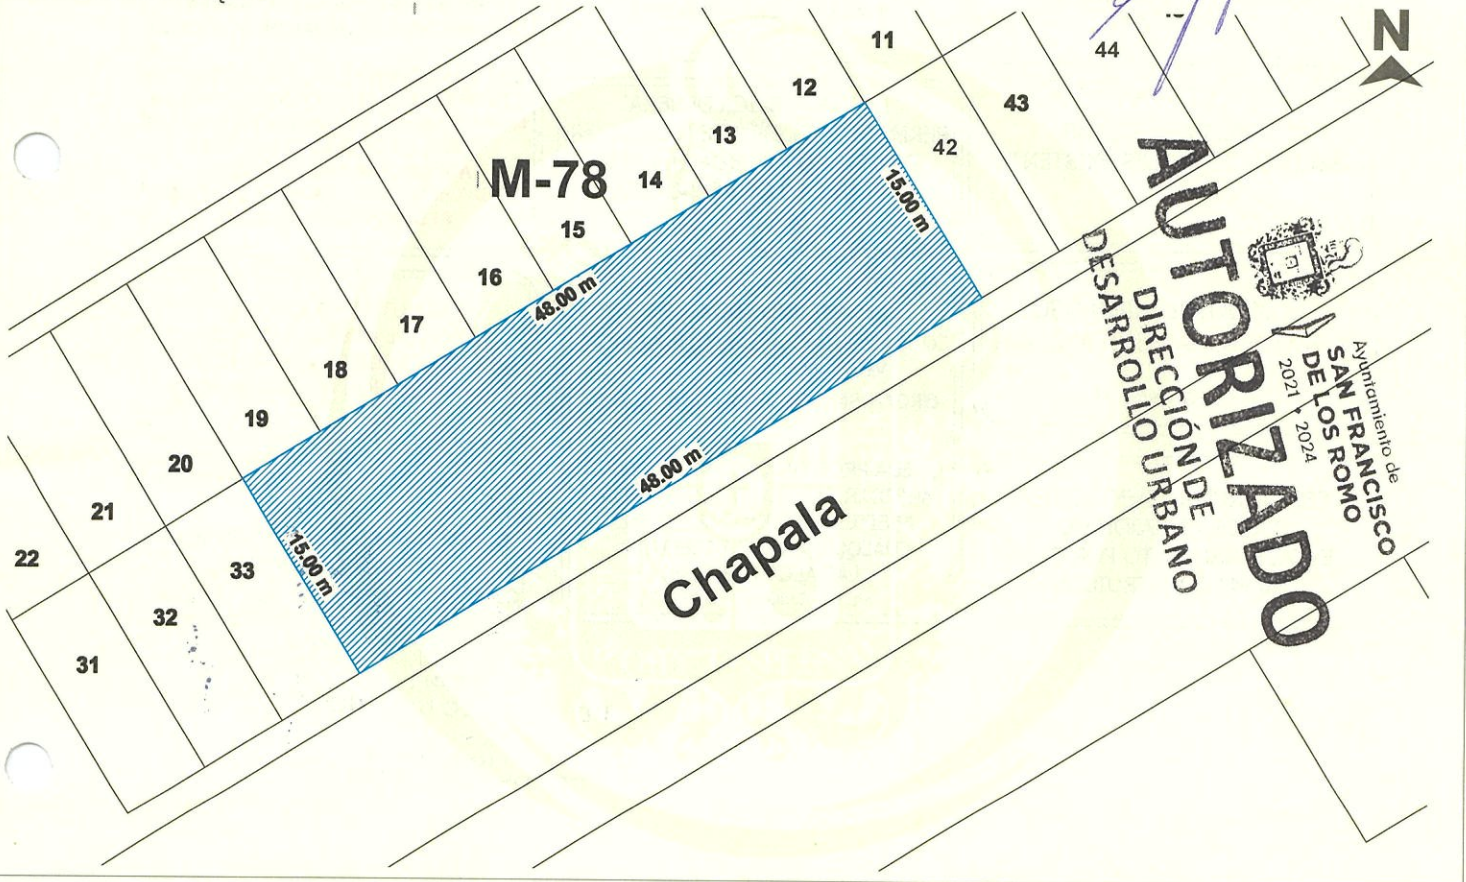 N
11
44
12
43
13
42
M-78
14
15.00 m
15
16
48.00 m
17
18
19
20
48.00 m
21
22
15.00 m
33
32
31
Chapala
AUTORIZADO
DIRECCIÓN DE
DESARROLLO URBANO
Ayuntamiento de
SAN FRANCISCO
DE LOS ROMO
2021 • 2024